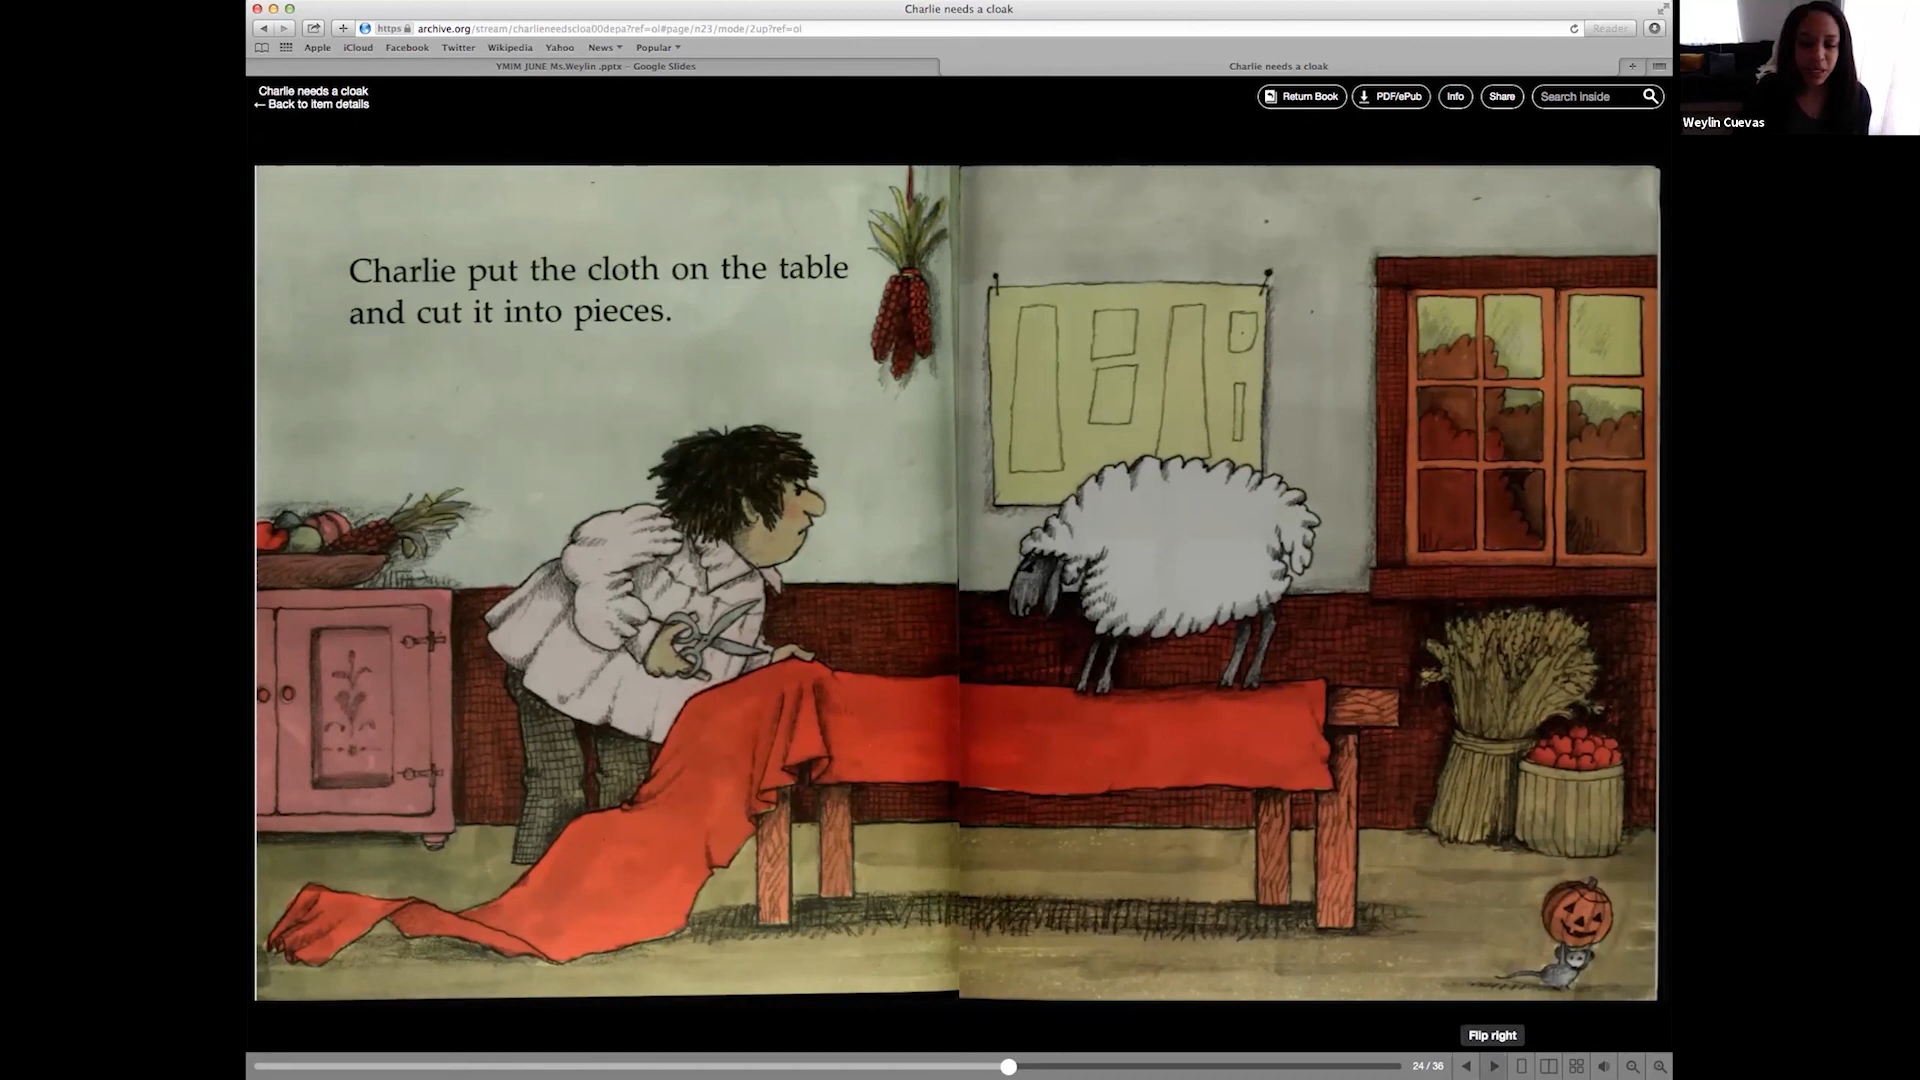 Charlie needs a cloak
https archive.org/stream/charlieneedscloa00depa?ref=ol#page/n23/mode/2up?ref=ol
Reader
Apple iCloud Facebook Twitter Wikipedia Yahoo News Popular
YMIM JUNE Ms.Weylin .pptx - Google Slides
Charlie needs a cloak
Charlie needs a cloak
← Back to item details
Return Book
PDF/ePub
Info
Share
Search inside
Weylin Cuevas
Charlie put the cloth on the table
and cut it into pieces.
Flip right
24 / 36